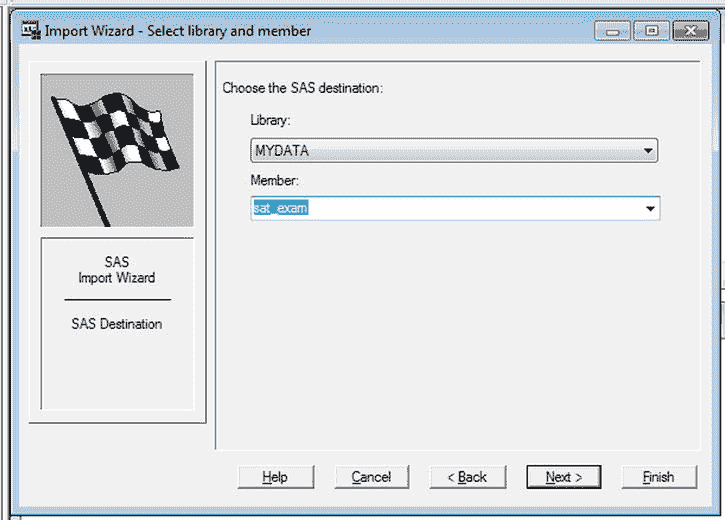 Import Wizard - Select library and member
Choose the SAS destination:
Library:
MYDATA
Member:
sat_exam
SAS
Import Wizard
SAS Destination
Help
Cancel
< Back
Next >
Finish